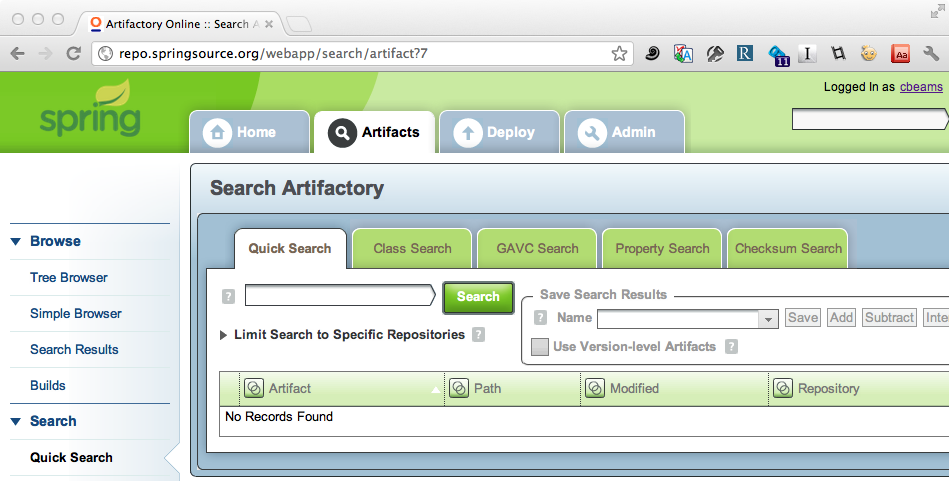 Artifactory Online :: Search A
repo.springsource.org/webapp/search/artifact?7
R
11
I
Aa
spring
Logged In as cbeams
Home
Artifacts
Deploy
Admin
Search Artifactory
Browse
Tree Browser
Simple Browser
Search Results
Builds
Search
Quick Search
Quick Search
Class Search
GAVC Search
Property Search
Checksum Search
? Search
Limit Search to Specific Repositories ?
Save Search Results
? Name Save Add Subtract Inte
Use Version-level Artifacts ?
Artifact Path Modified Repository
No Records Found